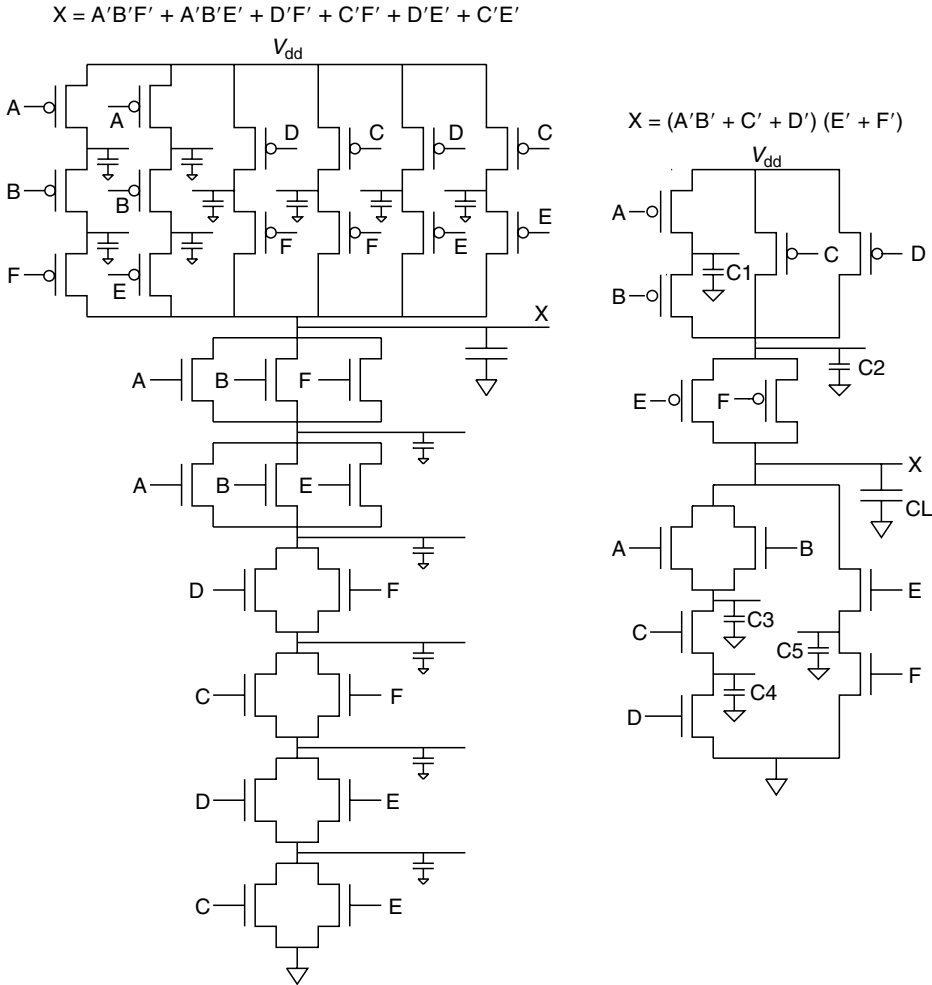 X = A′B′F′ + A′B′E′ + D′F′ + C′F′ + D′E′ + C′E′
Vdd
A
A
D
C
D
C
B
B
F
F
E
E
F
E
X
A
B
F
A
B
E
D
F
C
F
D
E
C
E
X = (A′B′ + C′ + D′) (E′ + F′)
Vdd
A
C1
C
D
B
C2
E
F
X
CL
A
B
E
C3
C
C5
C4
F
D